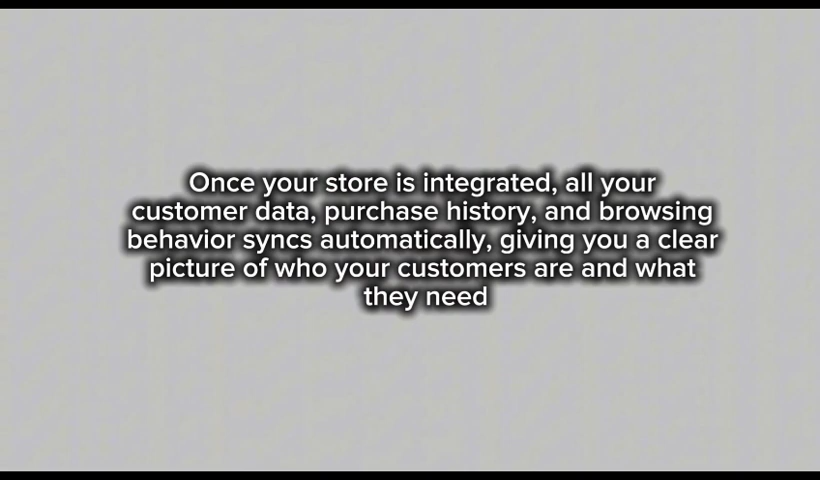 Once your store is integrated, all your
customer data, purchase history, and browsing
behavior syncs automatically, giving you a clear
picture of who your customers are and what
they need